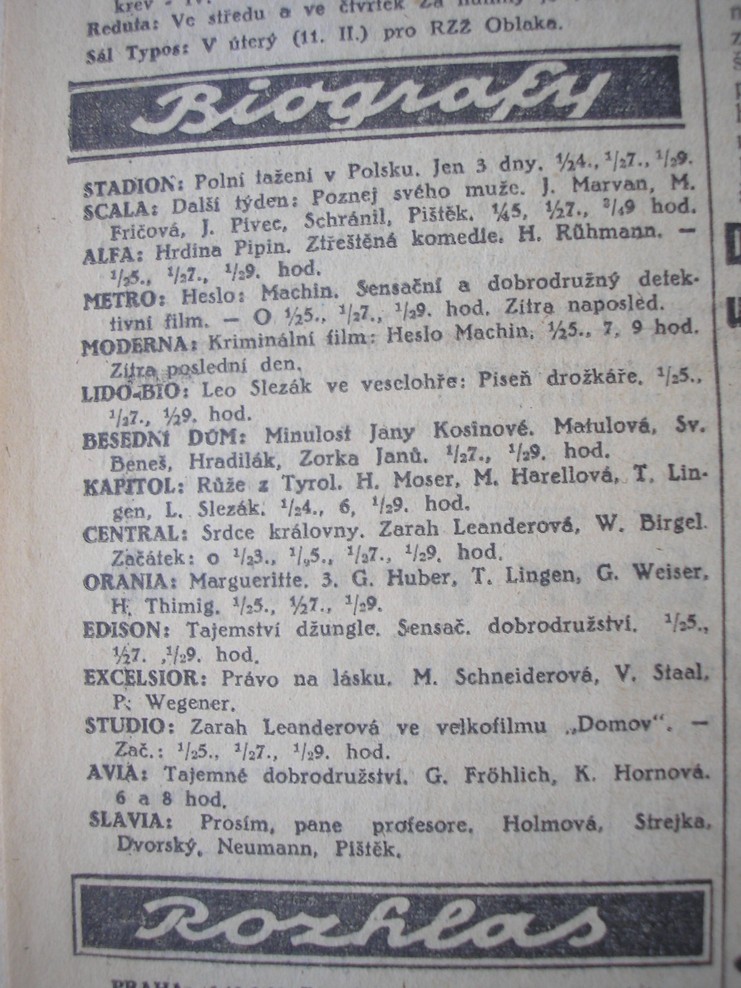 krev - IV.
Reduta: Ve středu a ve čtvrtek Za
Sál Typos: V úterý (11. II.) pro RZŽ Oblaka.
Biografy
STADION: Polní tažení v Polsku. Jen 3 dny. ½4., ½7., ½9.
SCALA: Další týden: Poznej svého muže. J. Marvan, M.
Fričová, J. Pivec, Schránil, Pištěk. ¼5, ½7., ¾9 hod.
ALFA: Hrdina Pipin. Ztřeštěná komedie. H. Rühmann. —
½5., ½7., ½9. hod.
METRO: Heslo: Machin. Sensační a dobrodružný detek-
tivní film. — O ½5., ½7., ½9. hod. Zítra naposled.
MODERNA: Kriminální film: Heslo Machin. ½5., 7, 9 hod.
Zítra poslední den.
LIDO-BIO: Leo Slezák ve veselohře: Píseň drožkáře. ½5.,
½7., ½9. hod.
BESEDNÍ DŮM: Minulost Jany Kosinové. Matulová, Sv.
Beneš, Hradilák, Zorka Janů. ½7., ½9. hod.
KAPITOL: Růže z Tyrol. H. Moser, M. Harellová, T. Lin-
gen, L. Slezák. ½4., 6, ½9. hod.
CENTRAL: Srdce královny. Zarah Leanderová, W. Birgel.
Začátek: o ½3., ½5., ½7., ½9. hod.
ORANIA: Margueritte. 3. G. Huber, T. Lingen, G. Weiser,
H. Thimig. ½5., ½7., ½9.
EDISON: Tajemství džungle. Sensač. dobrodružství. ½5.,
½7. ,½9. hod.
EXCELSIOR: Právo na lásku. M. Schneiderová, V. Staal,
P. Wegener.
STUDIO: Zarah Leanderová ve velkofilmu „Domov“. —
Zač.: ½5., ½7., ½9. hod.
AVIA: Tajemné dobrodružství. G. Fröhlich, K. Hornová.
6 a 8 hod.
SLAVIA: Prosím, pane profesore. Holmová, Strejka,
Dvorský, Neumann, Pištěk.
Rozhlas